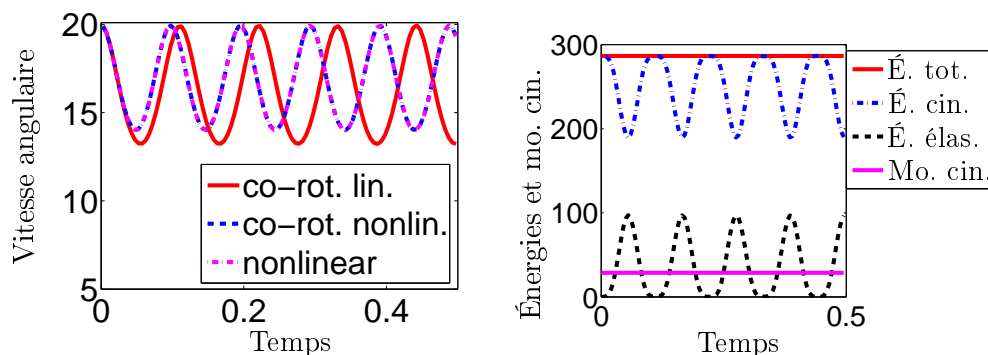 Vitesse angulaire
20
15
10
5
0
0.2
0.4
Temps
co-rot. lin.
co-rot. nonlin.
nonlinear
Énergies et mo. cin.
300
200
100
0
0
0.5
Temps
É. tot.
É. cin.
É. élas.
Mo. cin.